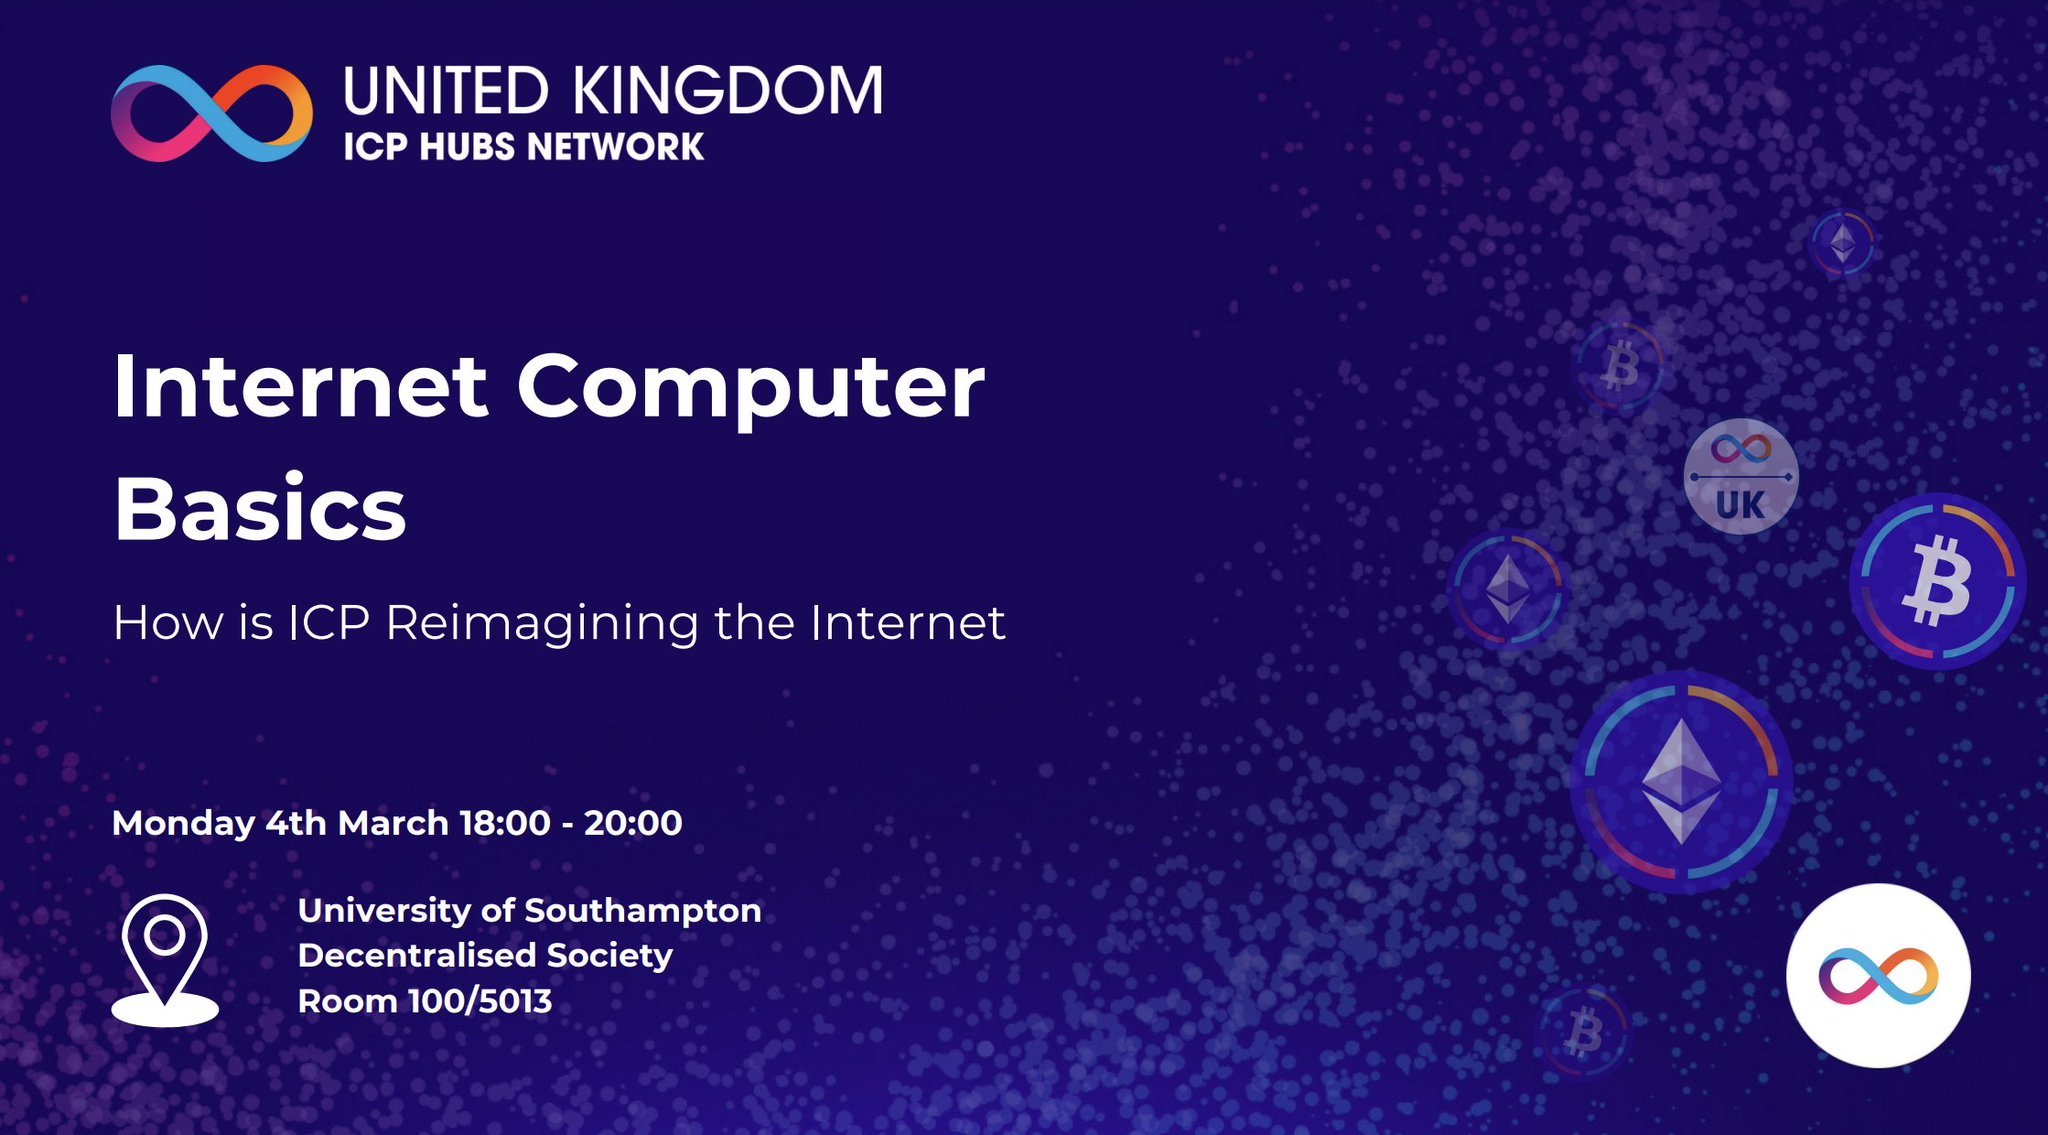 UNITED KINGDOM
ICP HUBS NETWORK
Internet Computer
Basics
How is ICP Reimagining the Internet
Monday 4th March 18:00 - 20:00
University of Southampton
Decentralised Society
Room 100/5013
UK